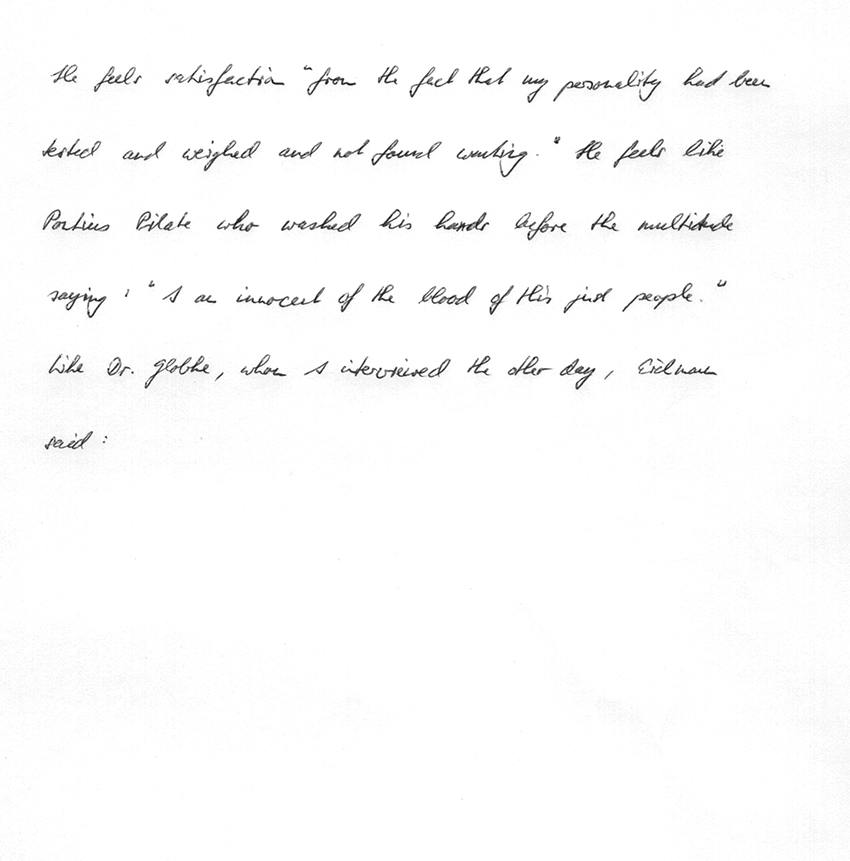 He feels satisfaction "from the fact that my personality had been
tested and weighed and not found wanting." He feels like
Pontius Pilate who washed his hands before the multitude
saying: "I am innocent of the blood of this just people."
Like Dr. Globke, whom I interviewed the other day, Eichmann
said: